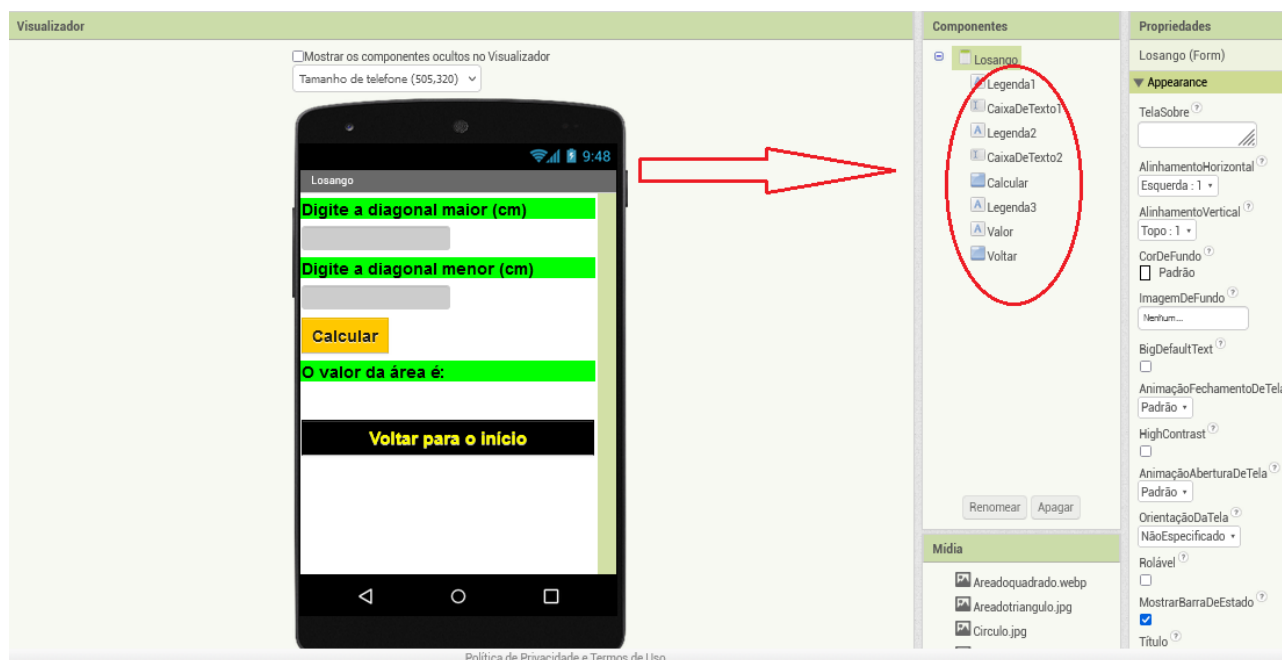 Visualizador
Mostrar os componentes ocultos no Visualizador
Tamanho de telefone (505,320)
9:48
Losango
Digite a diagonal maior (cm)
Digite a diagonal menor (cm)
Calcular
O valor da área é:
Voltar para o início
Componentes
Losango
Legenda1
CaixaDeTexto1
Legenda2
CaixaDeTexto2
Calcular
Legenda3
Valor
Voltar
Renomear Apagar
Mídia
Areadoquadrado.webp
Areadotriangulo.jpg
Circulo.jpg
Propriedades
Losango (Form)
Appearance
TelaSobre
AlinhamentoHorizontal
Esquerda : 1
AlinhamentoVertical
Topo : 1
CorDeFundo
Padrão
ImagemDeFundo
Nenhum...
BigDefaultText
AnimaçãoFechamentoDeTela
Padrão
HighContrast
AnimaçãoAberturaDeTela
Padrão
OrientaçãoDaTela
NãoEspecificado
Rolável
MostrarBarraDeEstado
Título
Política de Privacidade e Termos de Uso